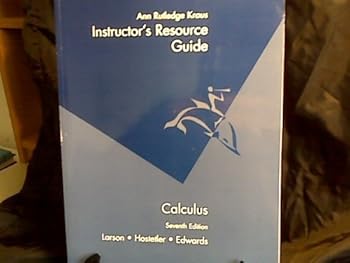 Ann Rutledge Kraus
Instructor's Resource
Guide
Calculus
Seventh Edition
Larson • Hostetler • Edwards